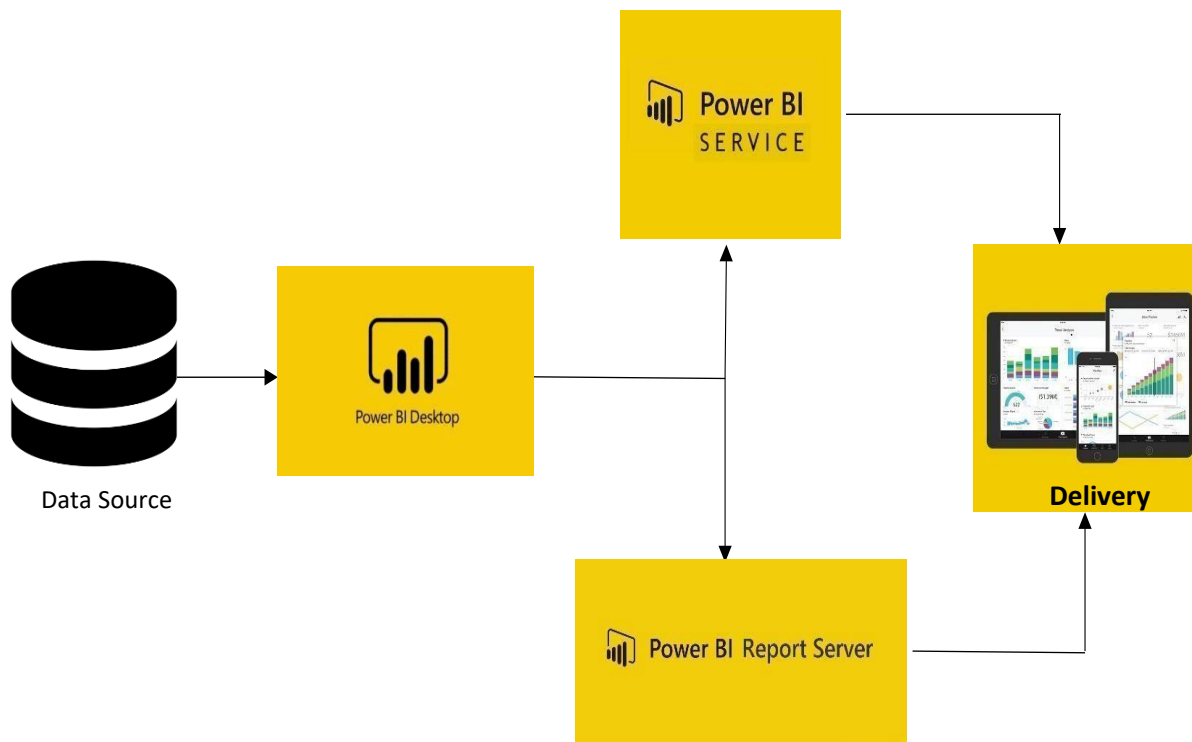 Power BI
SERVICE
Power BI Desktop
Data Source
Delivery
Power BI Report Server